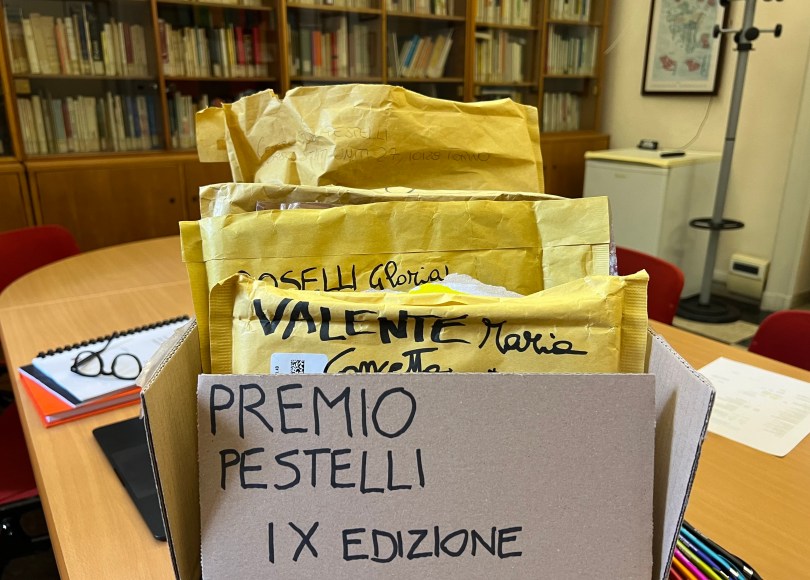 ROSELLI Gloria
VALENTE Maria
Concetta
PREMIO
PESTELLI
IX EDIZIONE